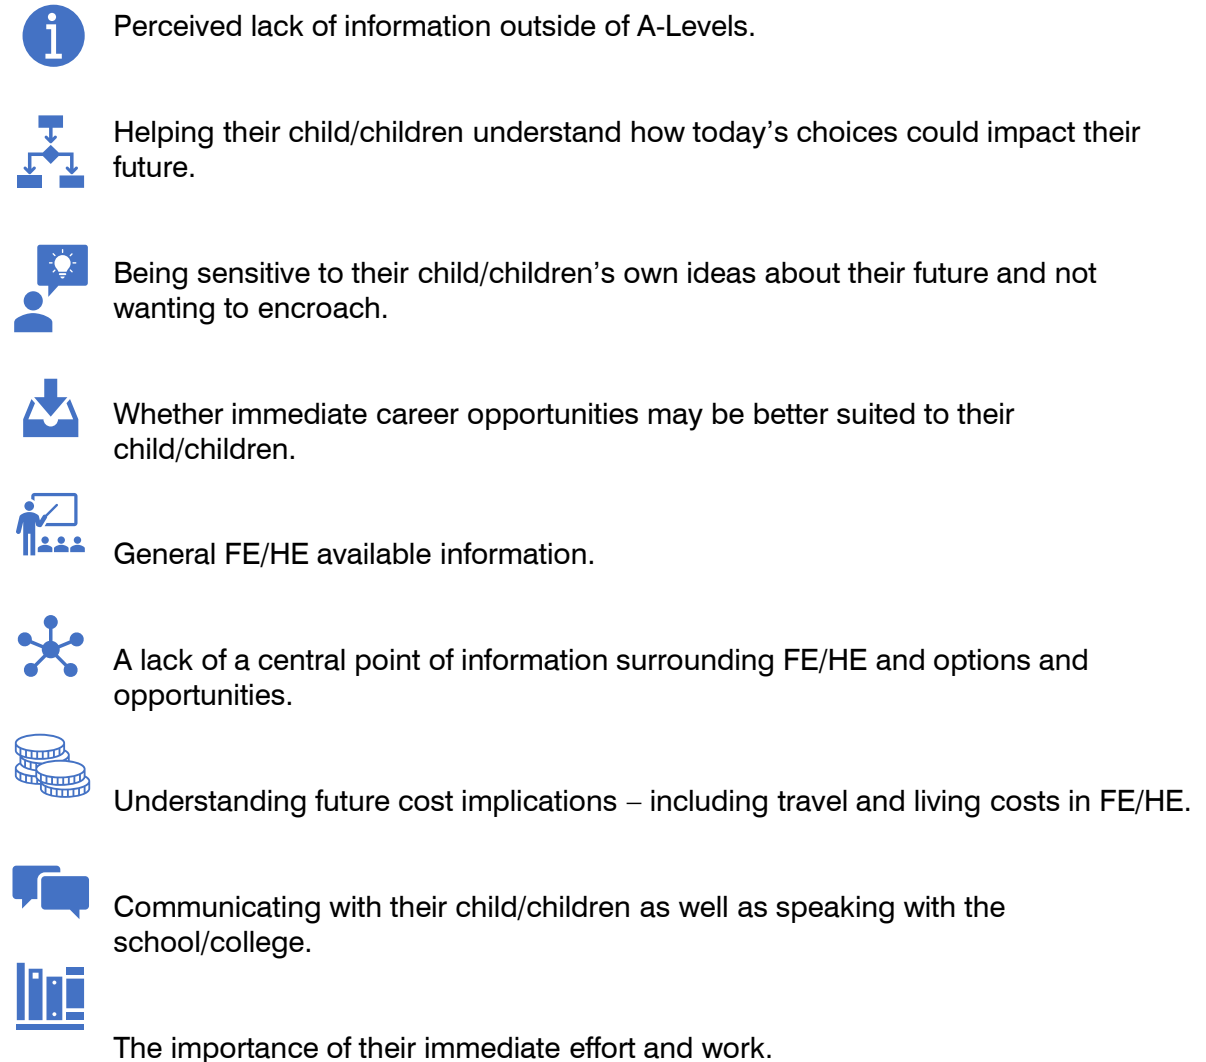 Perceived lack of information outside of A-Levels.
Helping their child/children understand how today’s choices could impact their
future.
Being sensitive to their child/children’s own ideas about their future and not
wanting to encroach.
Whether immediate career opportunities may be better suited to their
child/children.
General FE/HE available information.
A lack of a central point of information surrounding FE/HE and options and
opportunities.
Understanding future cost implications – including travel and living costs in FE/HE.
Communicating with their child/children as well as speaking with the
school/college.
The importance of their immediate effort and work.